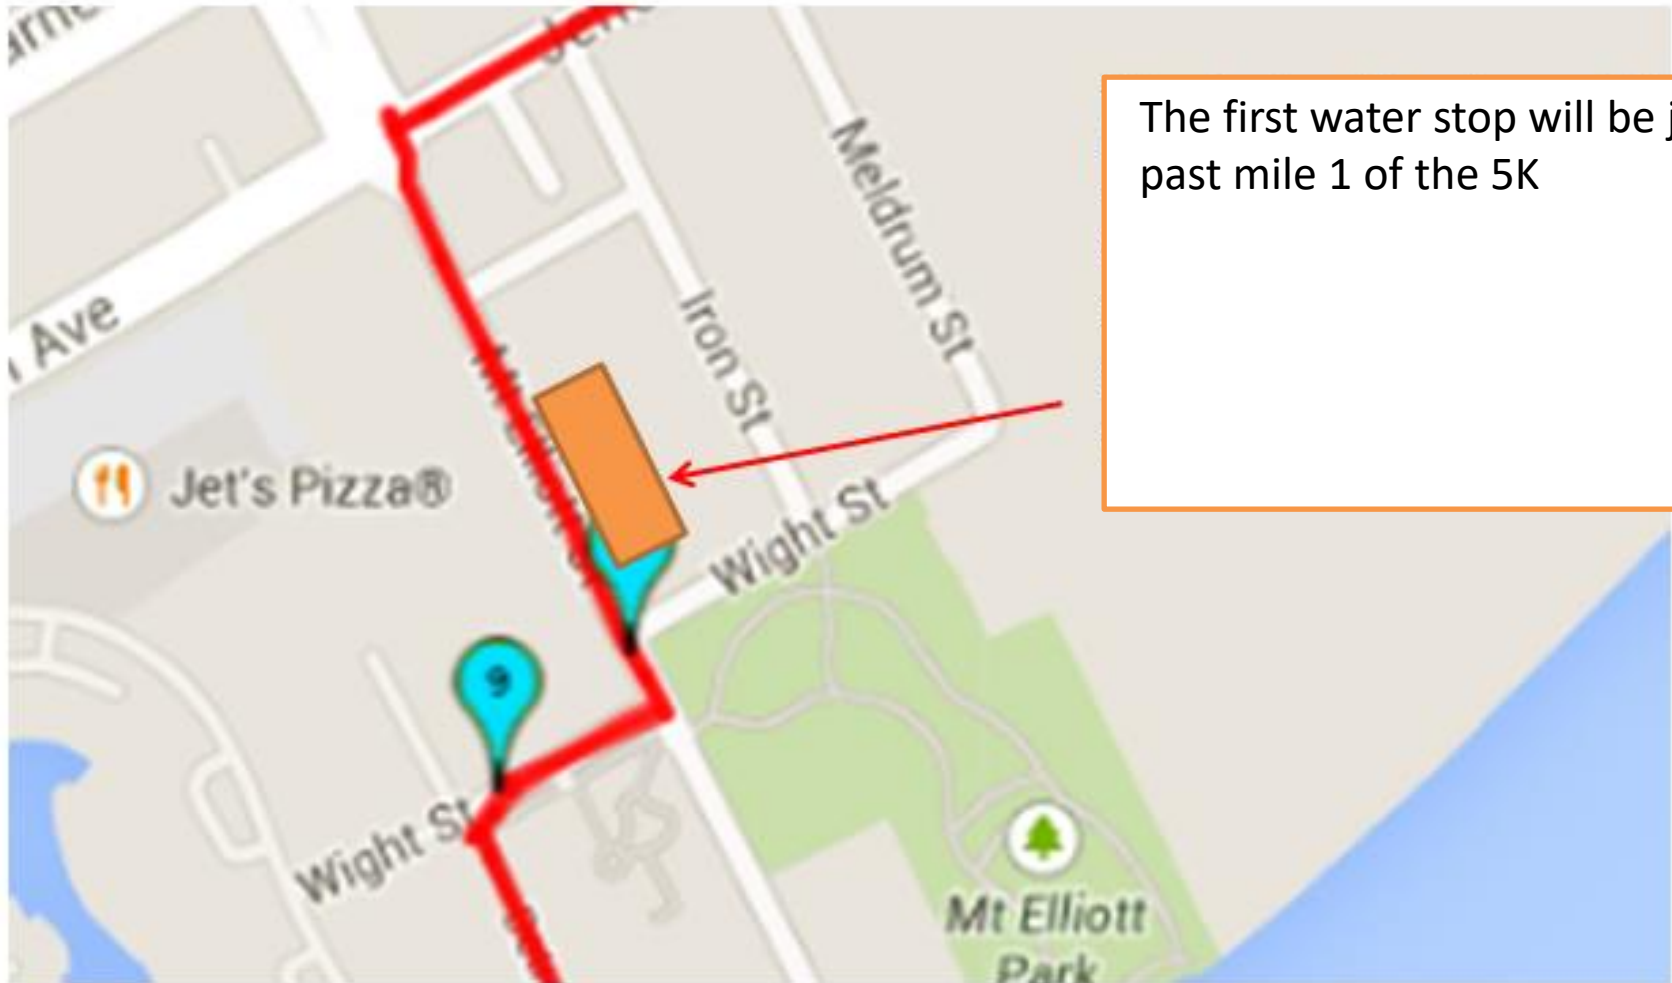 The first water stop will be j
past mile 1 of the 5K
Meldrum St
Ave
Iron St
Jet's Pizza®
Wight St
9
Wight St
Mt Elliott
Park